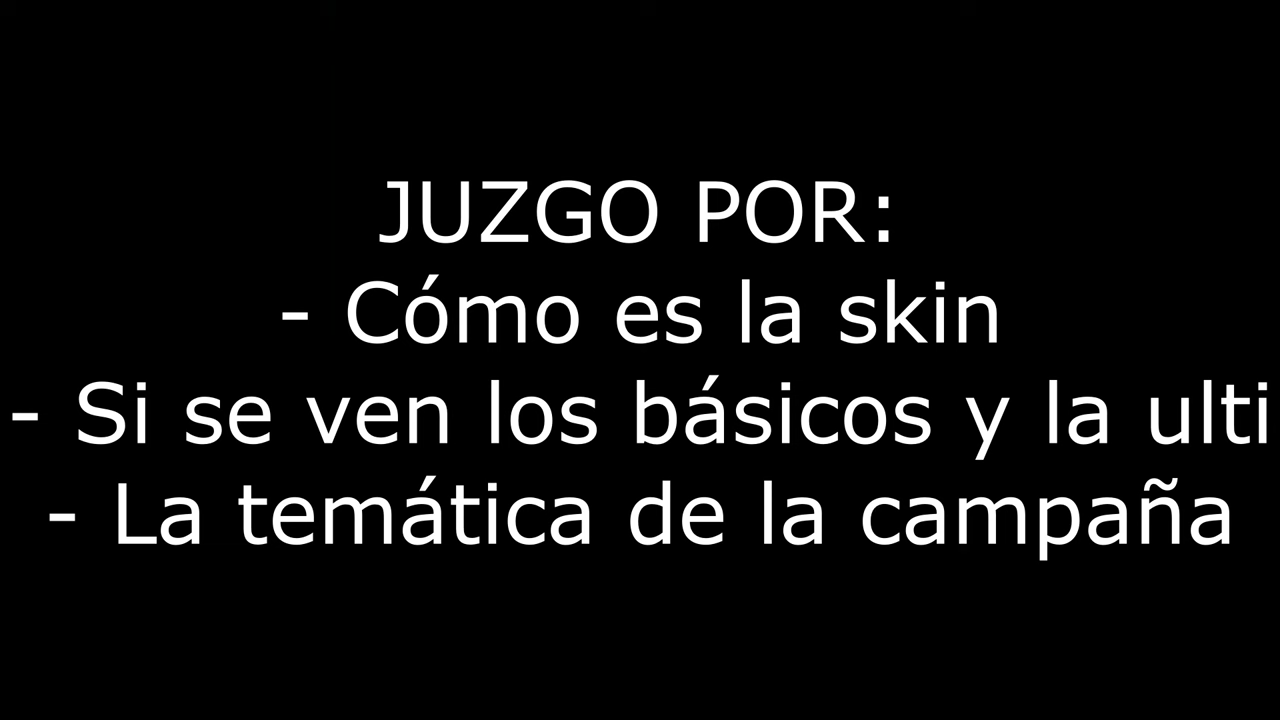 JUZGO POR:
- Cómo es la skin
- Si se ven los básicos y la ulti
- La temática de la campaña